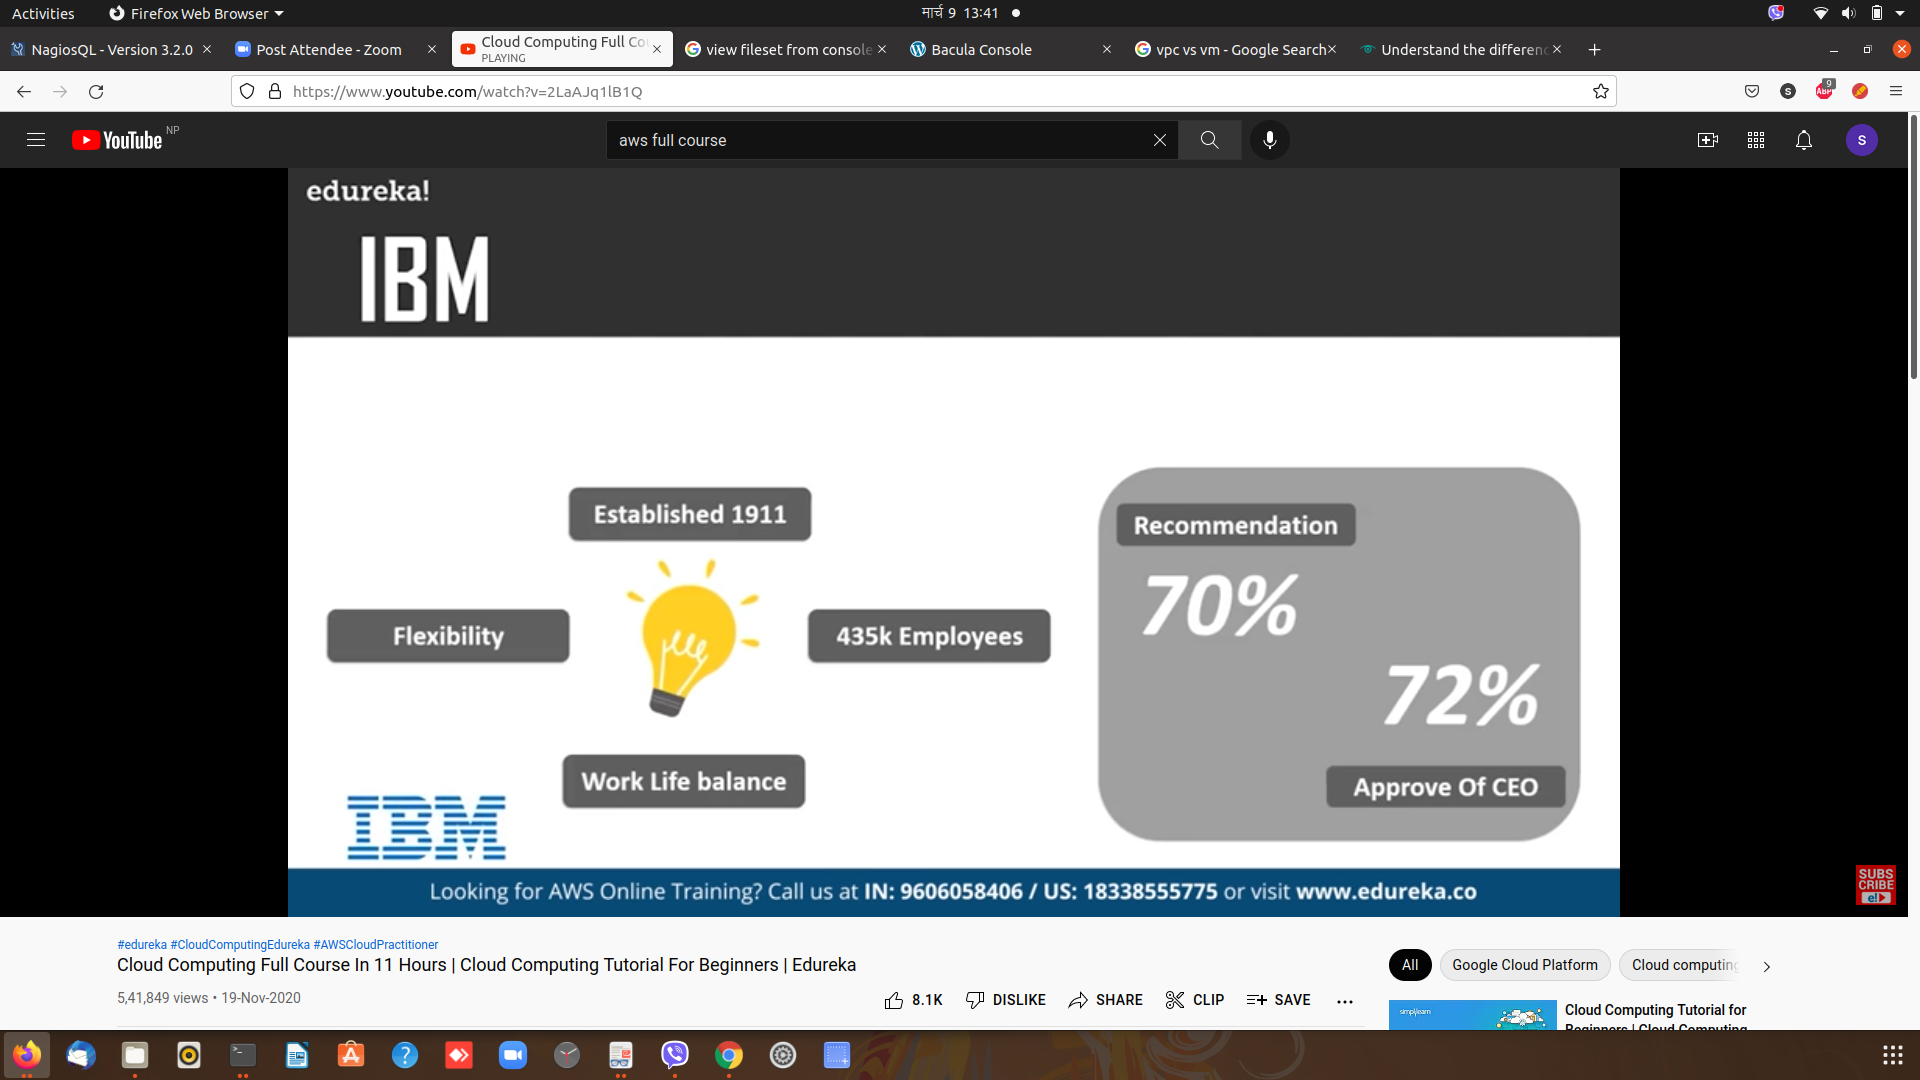 Activities
Firefox Web Browser
मार्च 9 13:41
NagiosQL - Version 3.2.0
Post Attendee - Zoom
Cloud Computing Full Co
PLAYING
view fileset from console
Bacula Console
vpc vs vm - Google Search
Understand the differenc
https://www.youtube.com/watch?v=2LaAJq1lB1Q
S
ABP
9
YouTube NP
aws full course
S
edureka!
IBM
Established 1911
Flexibility
435k Employees
Work Life balance
Recommendation
70%
72%
Approve Of CEO
IBM
Looking for AWS Online Training? Call us at IN: 9606058406 / US: 18338555775 or visit www.edureka.co
SUBS
CRIBE
e!
#edureka #CloudComputingEdureka #AWSCloudPractitioner
Cloud Computing Full Course In 11 Hours | Cloud Computing Tutorial For Beginners | Edureka
5,41,849 views • 19-Nov-2020
8.1K
DISLIKE
SHARE
CLIP
SAVE
All
Google Cloud Platform
Cloud computing
simplilearn
Cloud Computing Tutorial for
Beginners | Cloud Computing